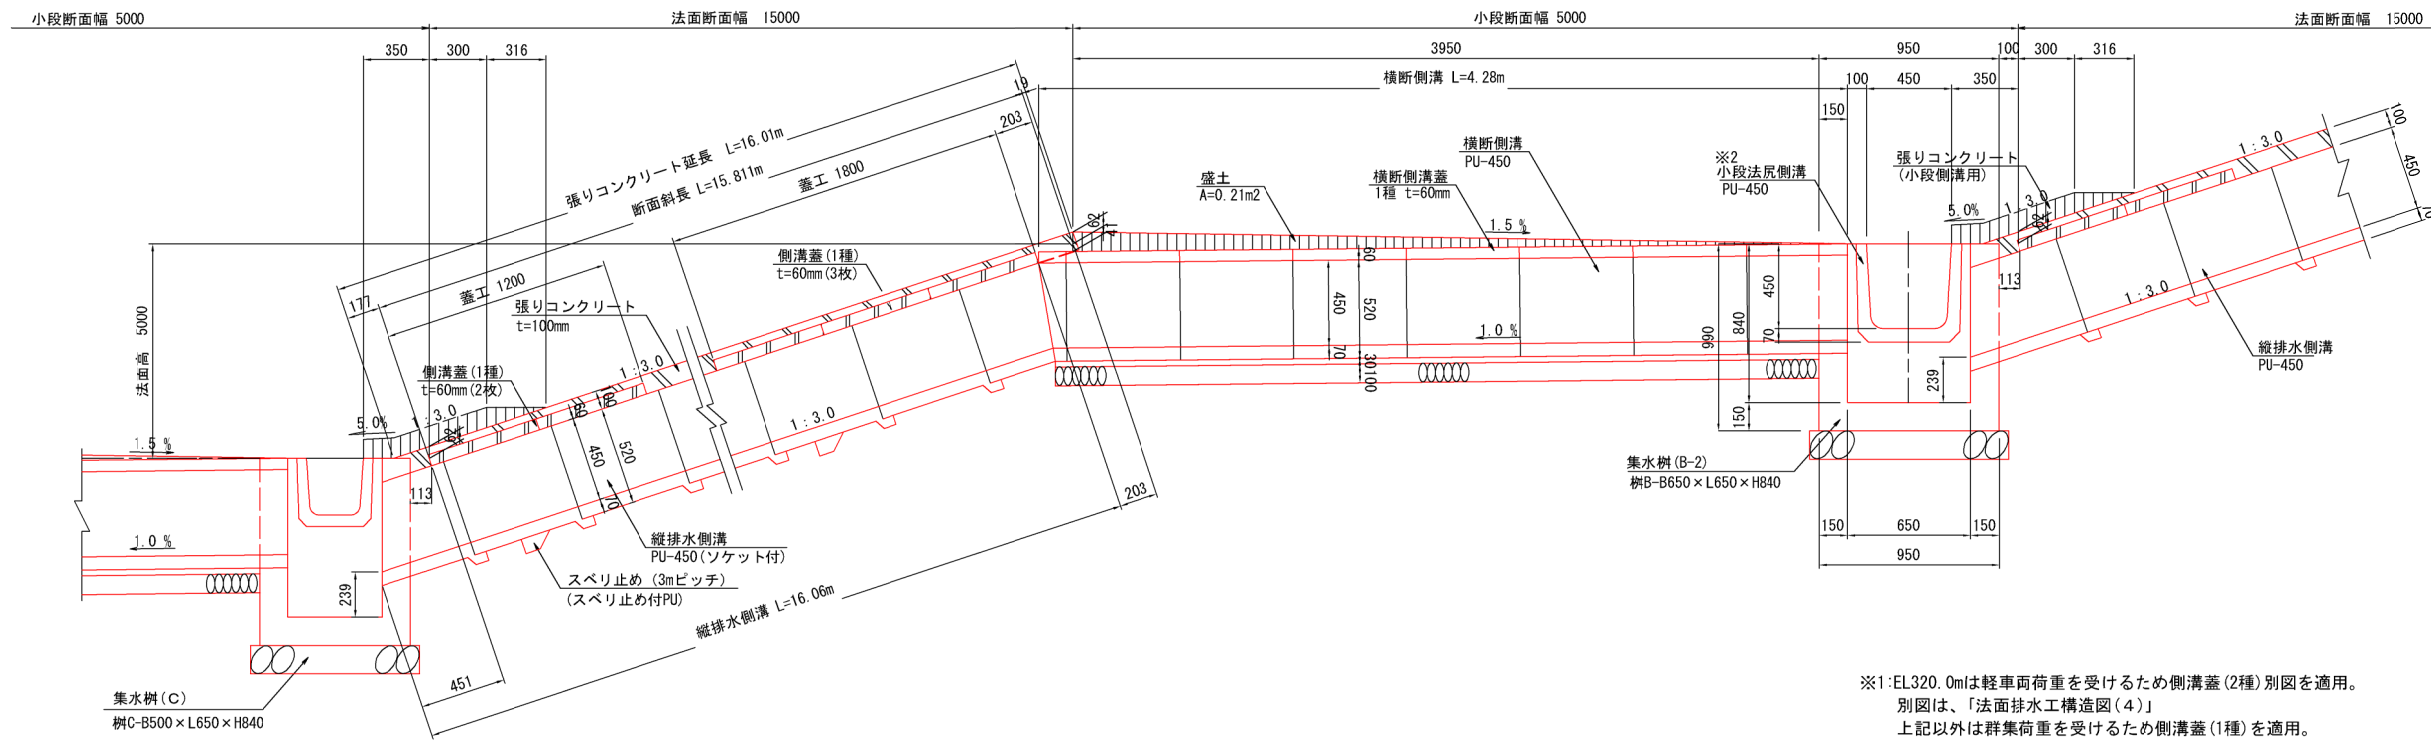 小段断面幅 5000
法面断面幅 15000
小段断面幅 5000
法面断面幅 15000
350
300
316
3950
950
100
300
316
横断側溝 L=4.28m
100
450
350
150
19
203
張りコンクリート延長 L=16.01m
断面斜長 L=15.811m
蓋工 1800
蓋工 1200
177
法面高 5000
側溝蓋(1種)
t=60mm(3枚)
張りコンクリート
t=100mm
側溝蓋(1種)
t=60mm(2枚)
1:3.0
1:3.0
5.0%
1.5 %
62
60
60
450
520
70
1:3.0
113
1.0 %
239
縦排水側溝
PU-450(ソケット付)
スベリ止め (3mピッチ)
(スベリ止め付PU)
縦排水側溝 L=16.06m
203
451
集水桝(C)
桝C-B500×L650×H840
62
41
盛土
A=0.21m2
横断側溝蓋
1種 t=60mm
横断側溝
PU-450
1.5 %
60
450
520
70
30
100
1.0 %
※2
小段法尻側溝
PU-450
張りコンクリート
(小段側溝用)
5.0%
1:3.0
62
1:3.0
100
450
70
113
1:3.0
縦排水側溝
PU-450
990
840
450
70
239
150
集水桝(B-2)
桝B-B650×L650×H840
150
650
150
950
※1:EL320.0mは軽車両荷重を受けるため側溝蓋(2種)別図を適用。
別図は、「法面排水工構造図(4)」
上記以外は群集荷重を受けるため側溝蓋(1種)を適用。